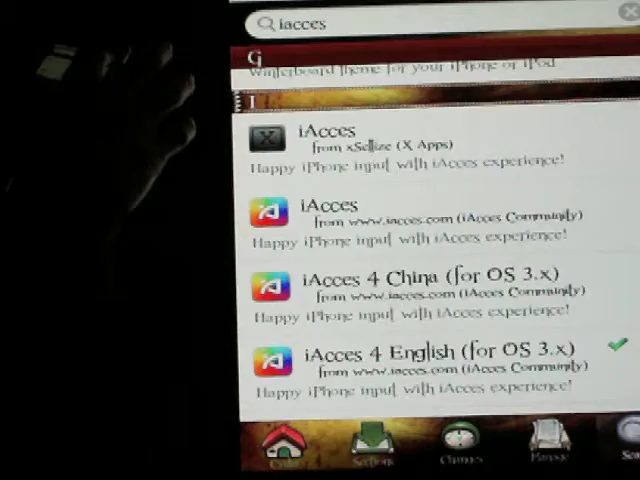 iacces
G
Winterboard theme for your iPhone or iPod
I
X
iAcces
from xSellize (X Apps)
Happy iPhone input with iAcces experience!
iAcces
from www.iacces.com (iAcces Community)
Happy iPhone input with iAcces experience!
iAcces 4 China (for OS 3.x)
from www.iacces.com (iAcces Community)
Happy iPhone input with iAcces experience!
iAcces 4 English (for OS 3.x)
from www.iacces.com (iAcces Community)
Happy iPhone input with iAcces experience!
Cydia Sections Changes Manage